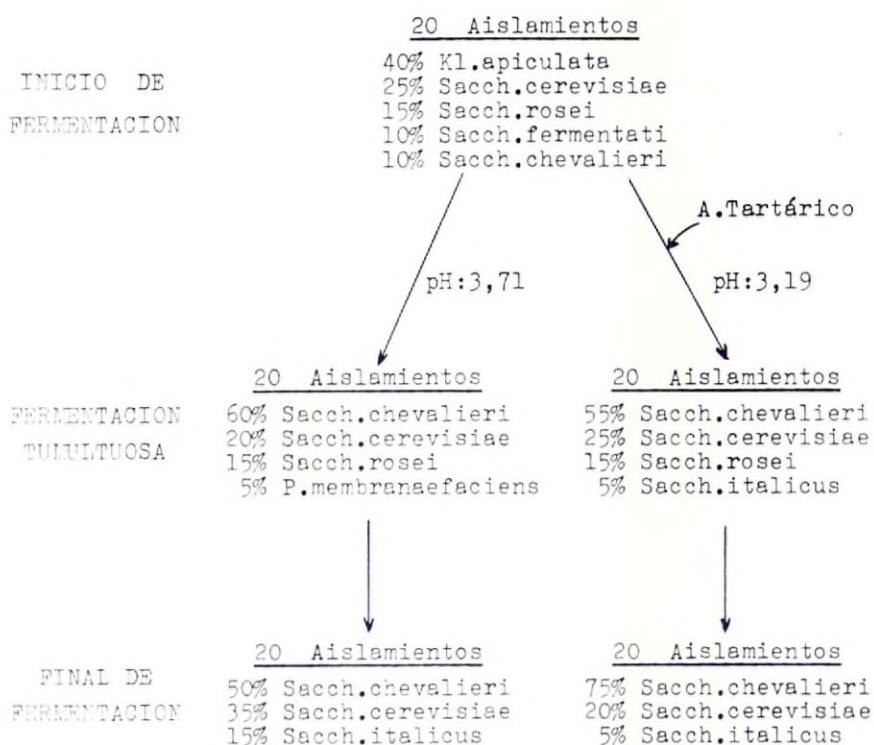 20 Aislamientos
INICIO DE
FERMENTACION
40% Kl.apiculata
25% Sacch.cerevisiae
15% Sacch.rosei
10% Sacch.fermentati
10% Sacch.chevalieri
A.Tartárico
pH:3,71
pH:3,19
FERMENTACION
TUMULTUOSA
20 Aislamientos
60% Sacch.chevalieri
20% Sacch.cerevisiae
15% Sacch.rosei
5% P.membranaefaciens
20 Aislamientos
55% Sacch.chevalieri
25% Sacch.cerevisiae
15% Sacch.rosei
5% Sacch.italicus
FINAL DE
FERMENTACION
20 Aislamientos
50% Sacch.chevalieri
35% Sacch.cerevisiae
15% Sacch.italicus
20 Aislamientos
75% Sacch.chevalieri
20% Sacch.cerevisiae
5% Sacch.italicus